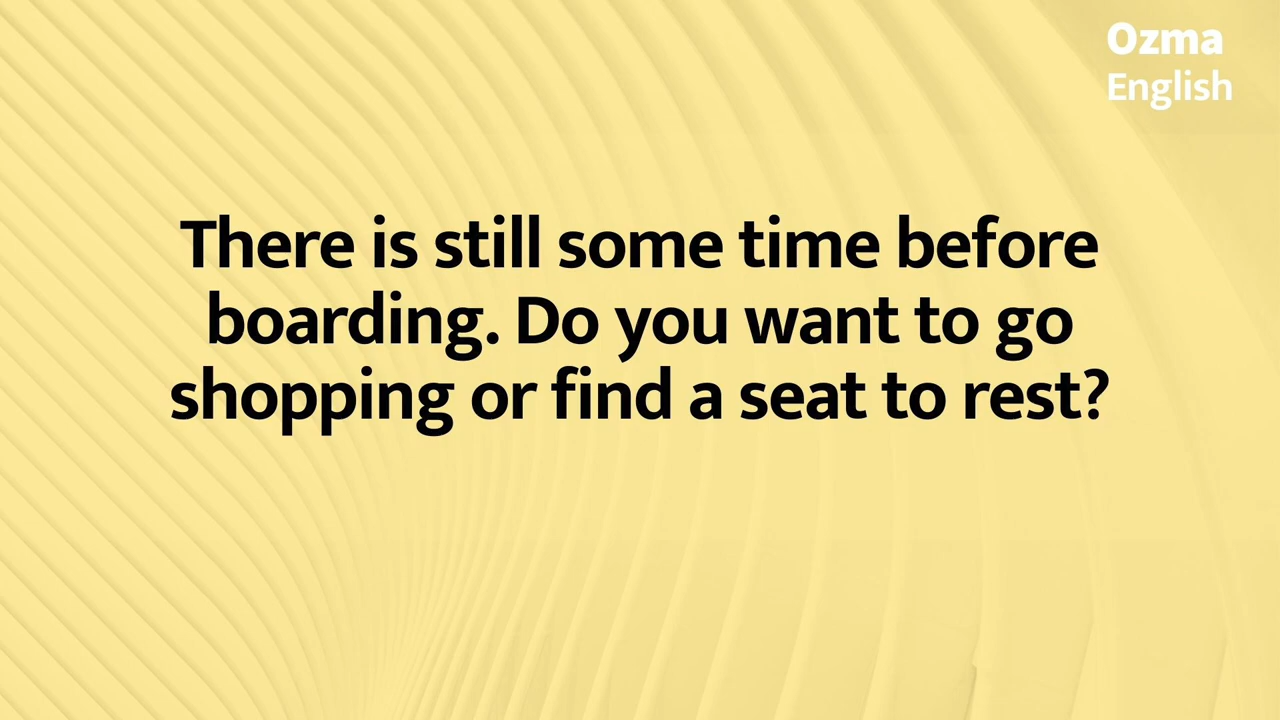 Ozma
English
There is still some time before
boarding. Do you want to go
shopping or find a seat to rest?